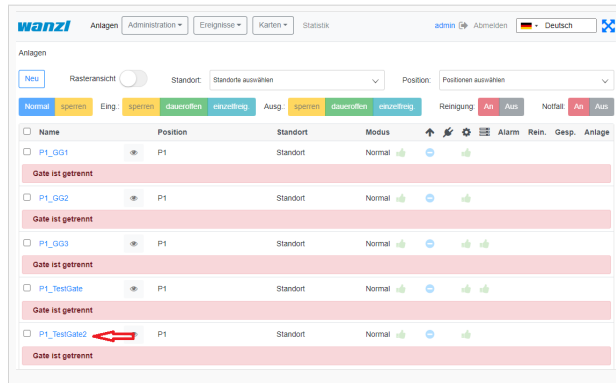 wanzl Anlagen Administration Ereignisse Karten Statistik admin Abmelden Deutsch
Anlagen
Neu Rasteransicht Standort: Standorte auswählen Position: Positionen auswählen
Normal sperren Eing.: sperren daueroffen einzelfreig. Ausg.: sperren daueroffen einzelfreig. Reinigung: An Aus Notfall: An Aus
Name Position Standort Modus Alarm Rein. Gesp. Anlage
P1_GG1 P1 Standort Normal
Gate ist getrennt
P1_GG2 P1 Standort Normal
Gate ist getrennt
P1_GG3 P1 Standort Normal
Gate ist getrennt
P1_TestGate P1 Standort Normal
Gate ist getrennt
P1_TestGate2 P1 Standort Normal
Gate ist getrennt